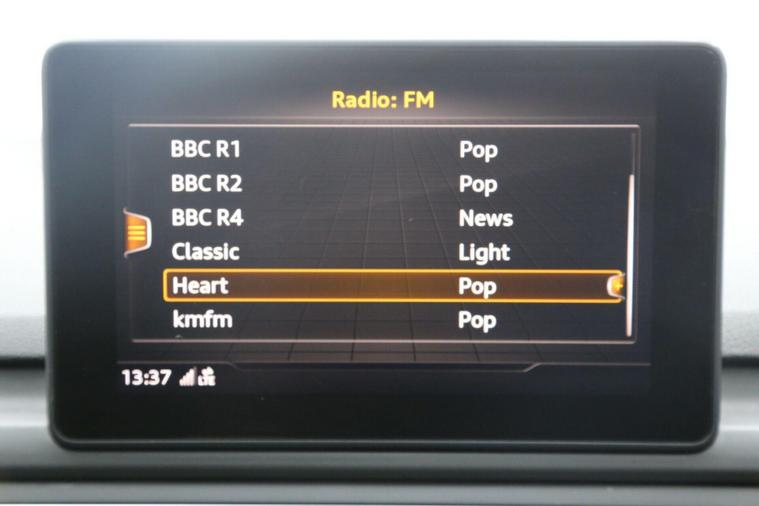 Radio: FM
BBC R1 Pop
BBC R2 Pop
BBC R4 News
Classic Light
Heart Pop
kmfm Pop
13:37 LTE